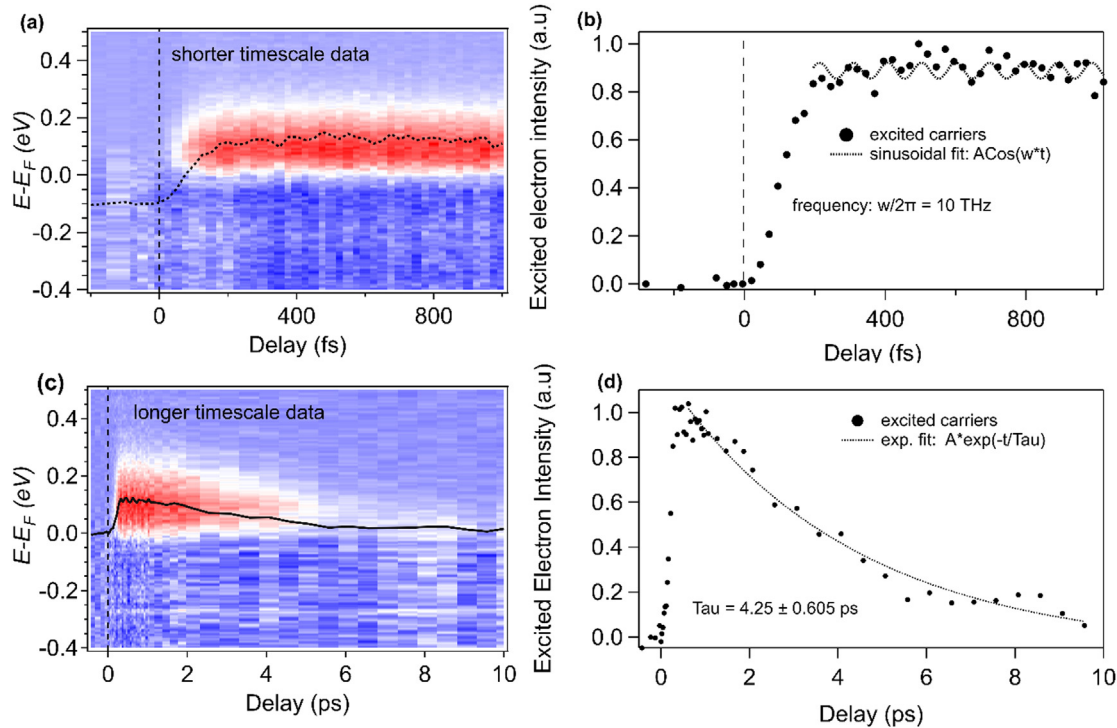 (a)
shorter timescale data
E-EF (eV)
0.4
0.2
0.0
-0.2
-0.4
0
400
800
Delay (fs)
(b)
Excited electron intensity (a.u)
1.0
0.8
0.6
0.4
0.2
0.0
excited carriers
sinusoidal fit: ACos(w*t)
frequency: w/2π = 10 THz
0
400
800
Delay (fs)
(c)
longer timescale data
E-EF (eV)
0.4
0.2
0.0
-0.2
-0.4
0
2
4
6
8
10
Delay (ps)
(d)
Excited Electron Intensity (a.u)
1.0
0.8
0.6
0.4
0.2
0.0
excited carriers
exp. fit: A*exp(-t/Tau)
Tau = 4.25 ± 0.605 ps
0
2
4
6
8
10
Delay (ps)